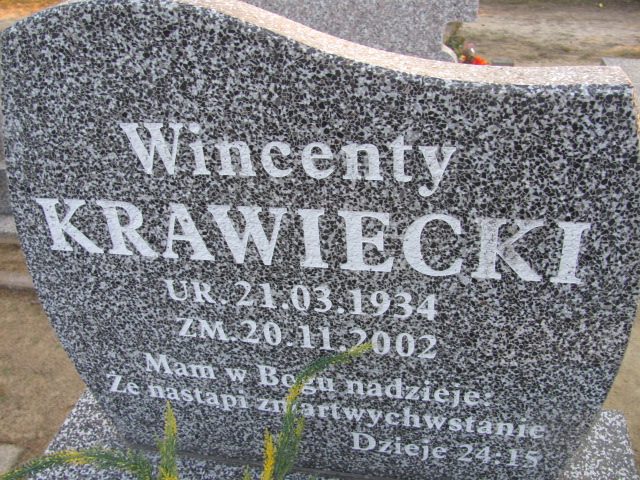 Wincenty
KRAWIECKI
UR. 21.03.1934
ZM. 20.11.2002
Mam w Bogu nadzieje:
Ze nastapi zmartwychwstanie
Dzieje 24:15